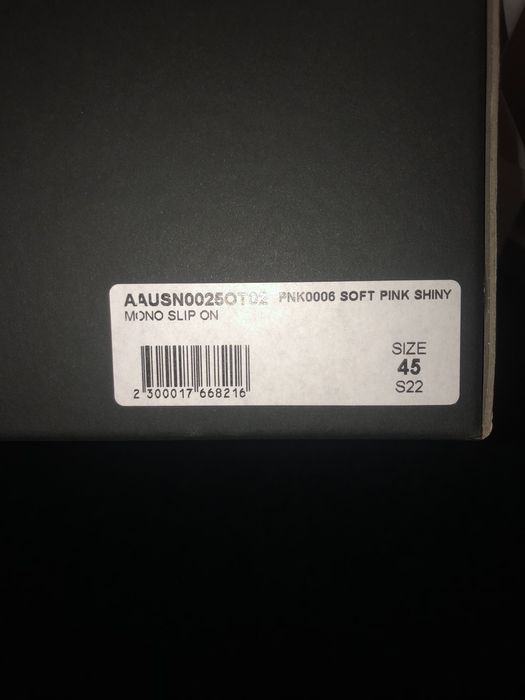 AAUSN0025OT02 PNK0006 SOFT PINK SHINY
MONO SLIP ON
SIZE
45
S22
2 300017 668216